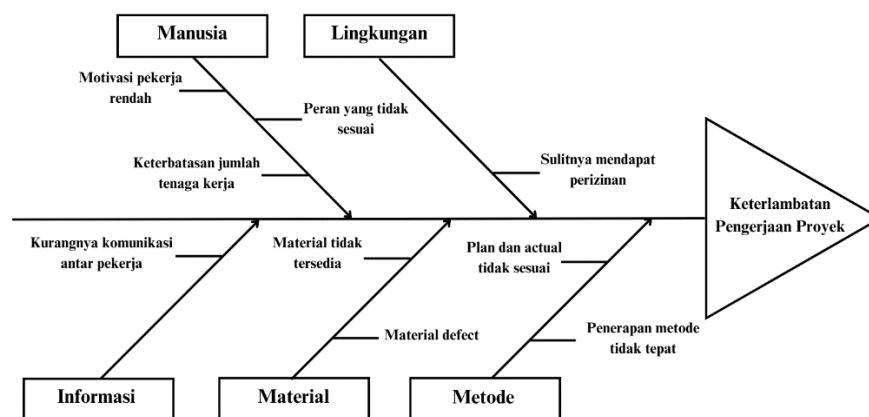 Manusia
Lingkungan
Motivasi pekerja
rendah
Peran yang tidak
sesuai
Keterbatasan jumlah
tenaga kerja
Sulitnya mendapat
perizinan
Keterlambatan
Pengerjaan Proyek
Kurangnya komunikasi
antar pekerja
Material tidak
tersedia
Plan dan actual
tidak sesuai
Material defect
Penerapan metode
tidak tepat
Informasi
Material
Metode